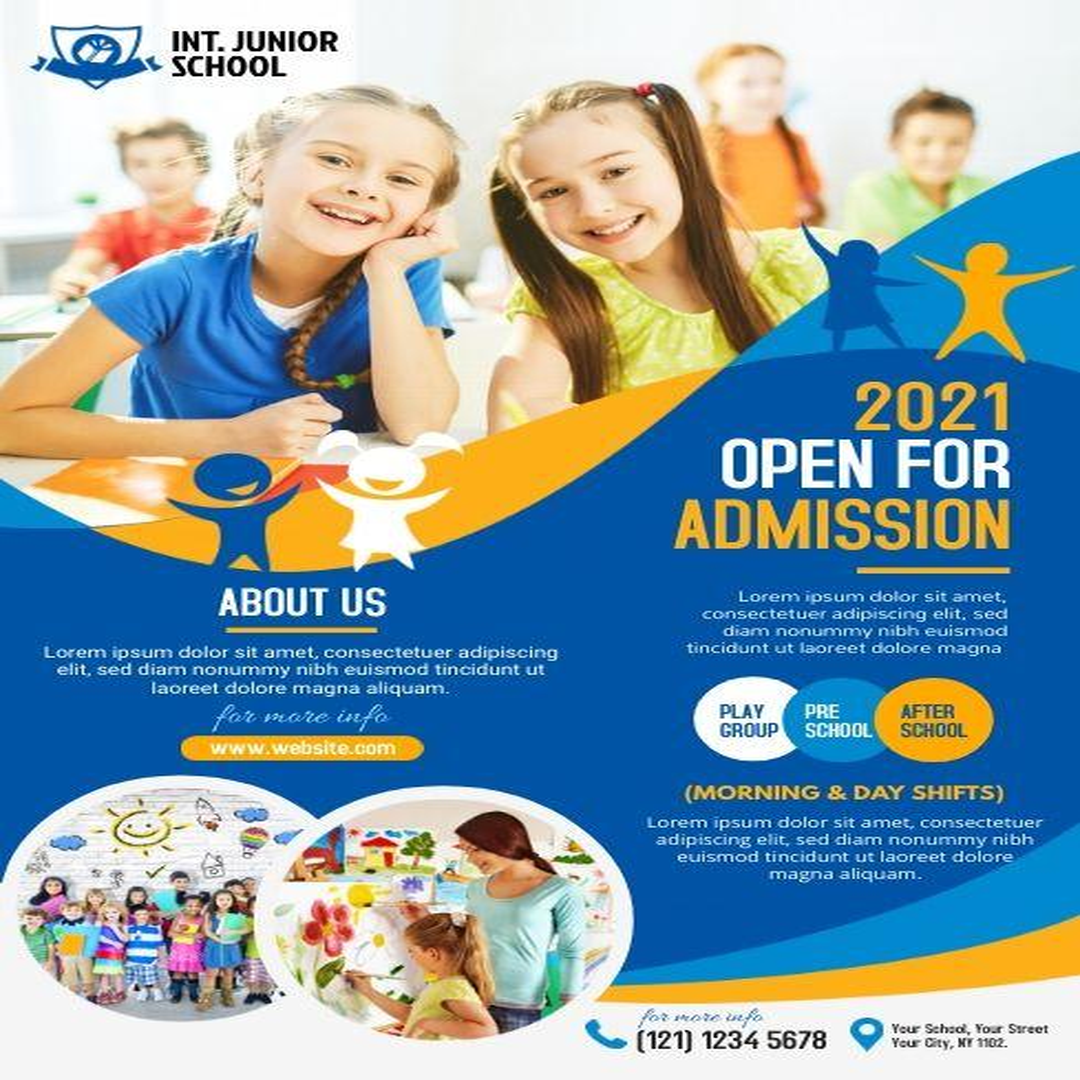 INT. JUNIOR
SCHOOL
2021
OPEN FOR
ADMISSION
Lorem ipsum dolor sit amet,
consectetuer adipiscing elit, sed
diam nonummy nibh euismod
tincidunt ut laoreet dolore magna
PLAY
GROUP
PRE
SCHOOL
AFTER
SCHOOL
(MORNING & DAY SHIFTS)
Lorem ipsum dolor sit amet, consectetuer
adipiscing elit, sed diam nonummy nibh
euismod tincidunt ut laoreet dolore
magna aliquam.
ABOUT US
Lorem ipsum dolor sit amet, consectetuer adipiscing
elit, sed diam nonummy nibh euismod tincidunt ut
laoreet dolore magna aliquam.
for more info
www.website.com
for more info
(121) 1234 5678
Your School, Your Street
Your City, NY 1102.